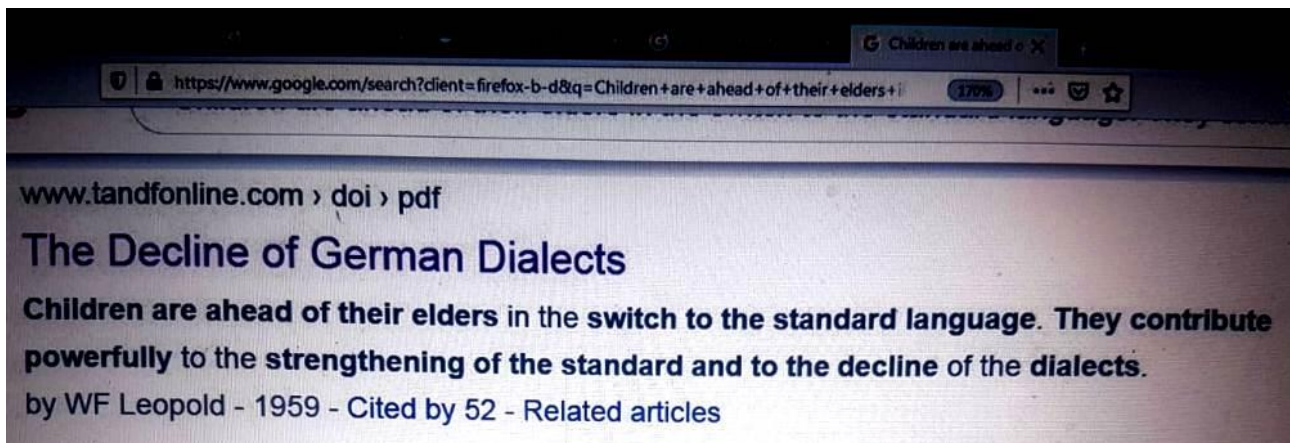 G Children are ahead o
https://www.google.com/search?client=firefox-b-d&q=Children+are+ahead+of+their+elders+i
170%
www.tandfonline.com › doi › pdf
The Decline of German Dialects
Children are ahead of their elders in the switch to the standard language. They contribute
powerfully to the strengthening of the standard and to the decline of the dialects.
by WF Leopold - 1959 - Cited by 52 - Related articles